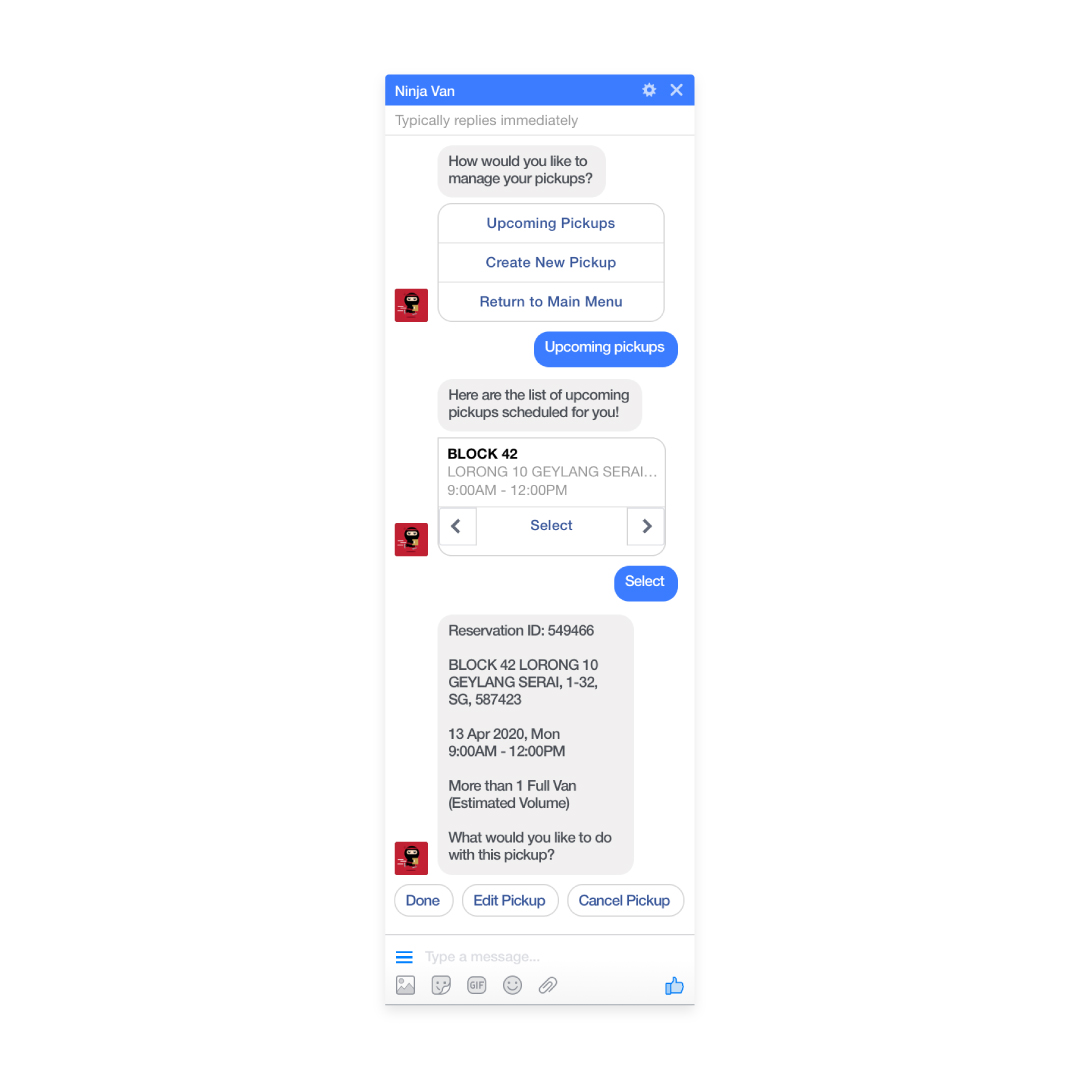 Ninja Van
Typically replies immediately
How would you like to
manage your pickups?
Upcoming Pickups
Create New Pickup
Return to Main Menu
Upcoming pickups
Here are the list of upcoming
pickups scheduled for you!
BLOCK 42
LORONG 10 GEYLANG SERAI...
9:00AM - 12:00PM
Select
Select
Reservation ID: 549466
BLOCK 42 LORONG 10
GEYLANG SERAI, 1-32,
SG, 587423
13 Apr 2020, Mon
9:00AM - 12:00PM
More than 1 Full Van
(Estimated Volume)
What would you like to do
with this pickup?
Done
Edit Pickup
Cancel Pickup
Type a message...
GIF